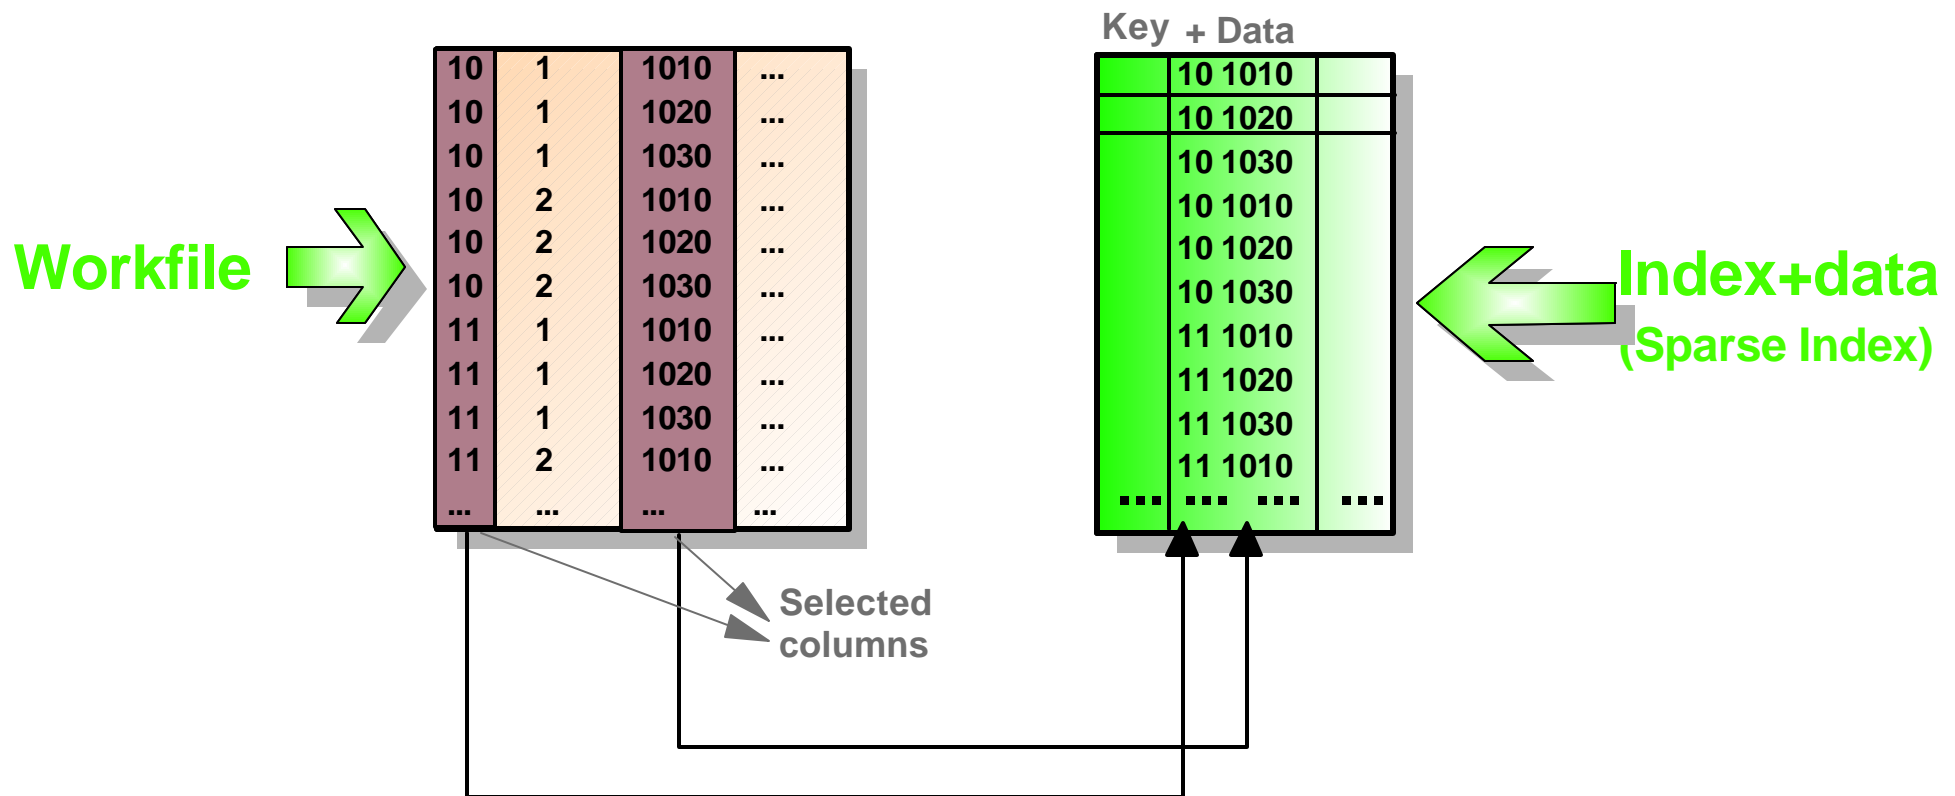 Key + Data
10 1 1010 ...
10 1 1020 ...
10 1 1030 ...
10 2 1010 ...
10 2 1020 ...
10 2 1030 ...
11 1 1010 ...
11 1 1020 ...
11 1 1030 ...
11 2 1010 ...
... ... ... ...
10 1010
10 1020
10 1030
10 1010
10 1020
10 1030
11 1010
11 1020
11 1030
11 1010
... ... ... ...
Workfile
Index+data
(Sparse Index)
Selected
columns